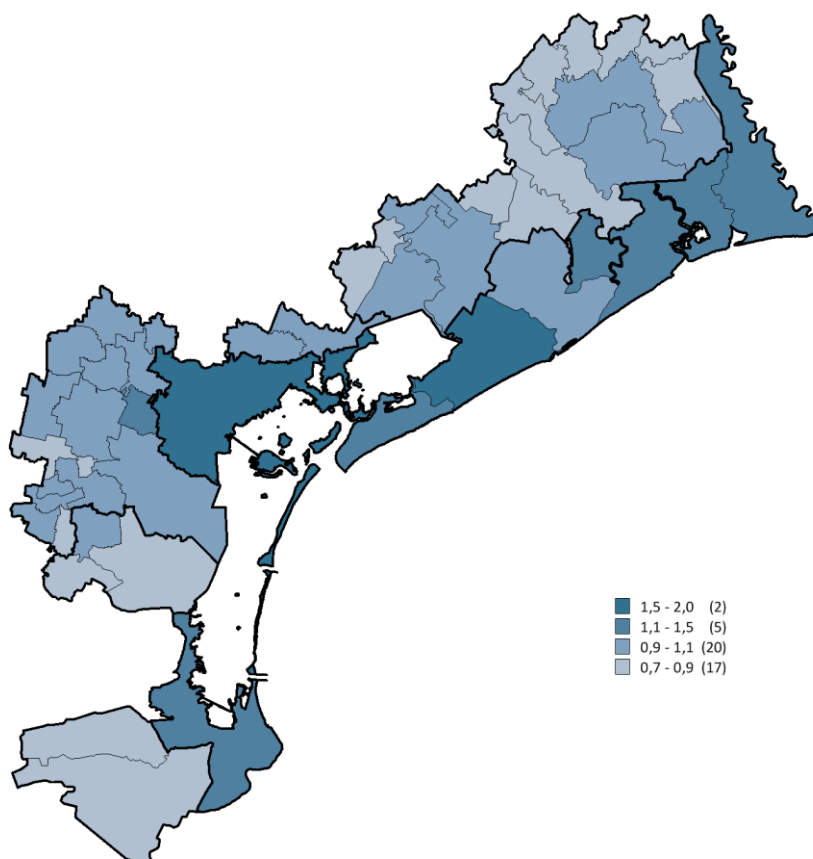 1,5 - 2,0 (2)
1,1 - 1,5 (5)
0,9 - 1,1 (20)
0,7 - 0,9 (17)